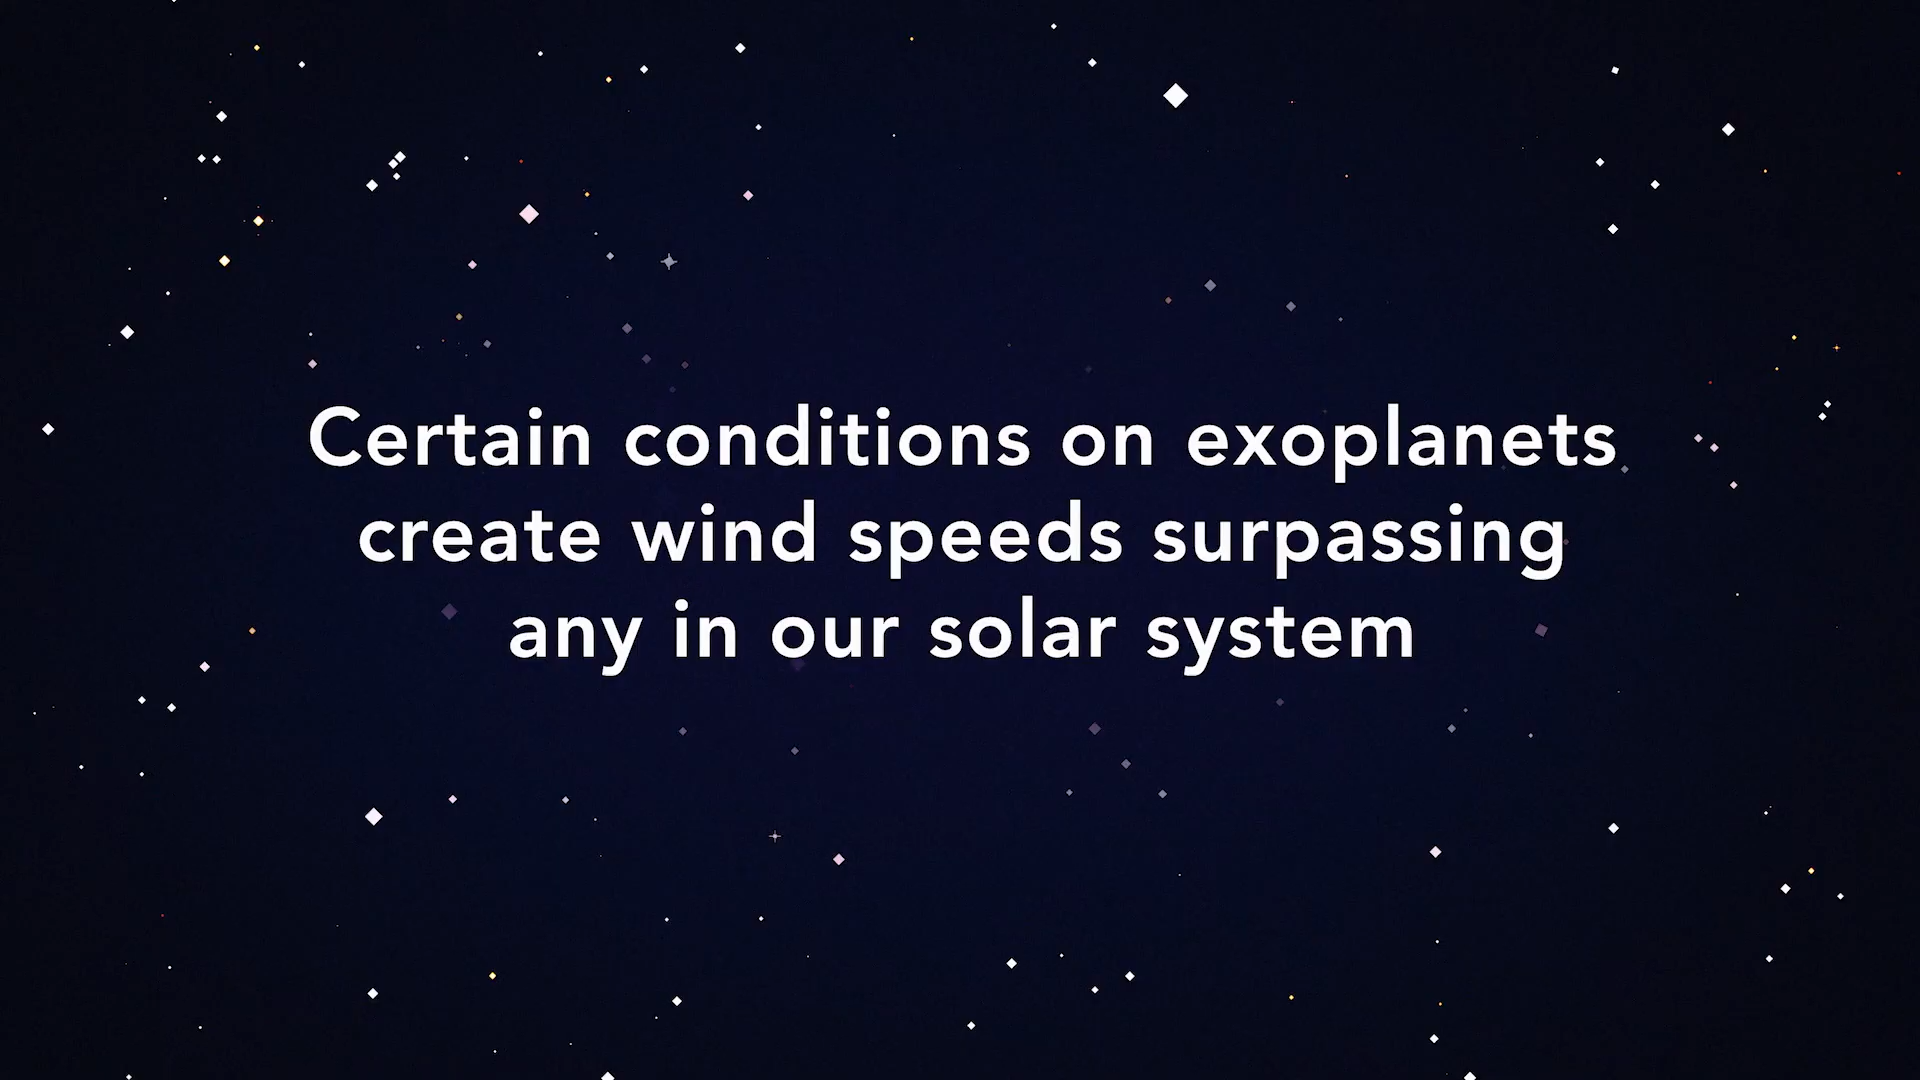 Certain conditions on exoplanets
create wind speeds surpassing
any in our solar system